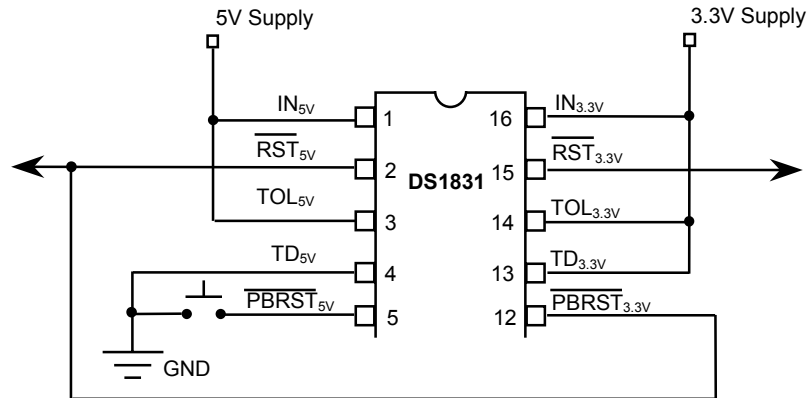 5V Supply
3.3V Supply
IN5V
1
16
IN3.3V
RST5V
2
DS1831
15
RST3.3V
TOL5V
3
14
TOL3.3V
TD5V
4
13
TD3.3V
PBRST5V
5
12
PBRST3.3V
GND